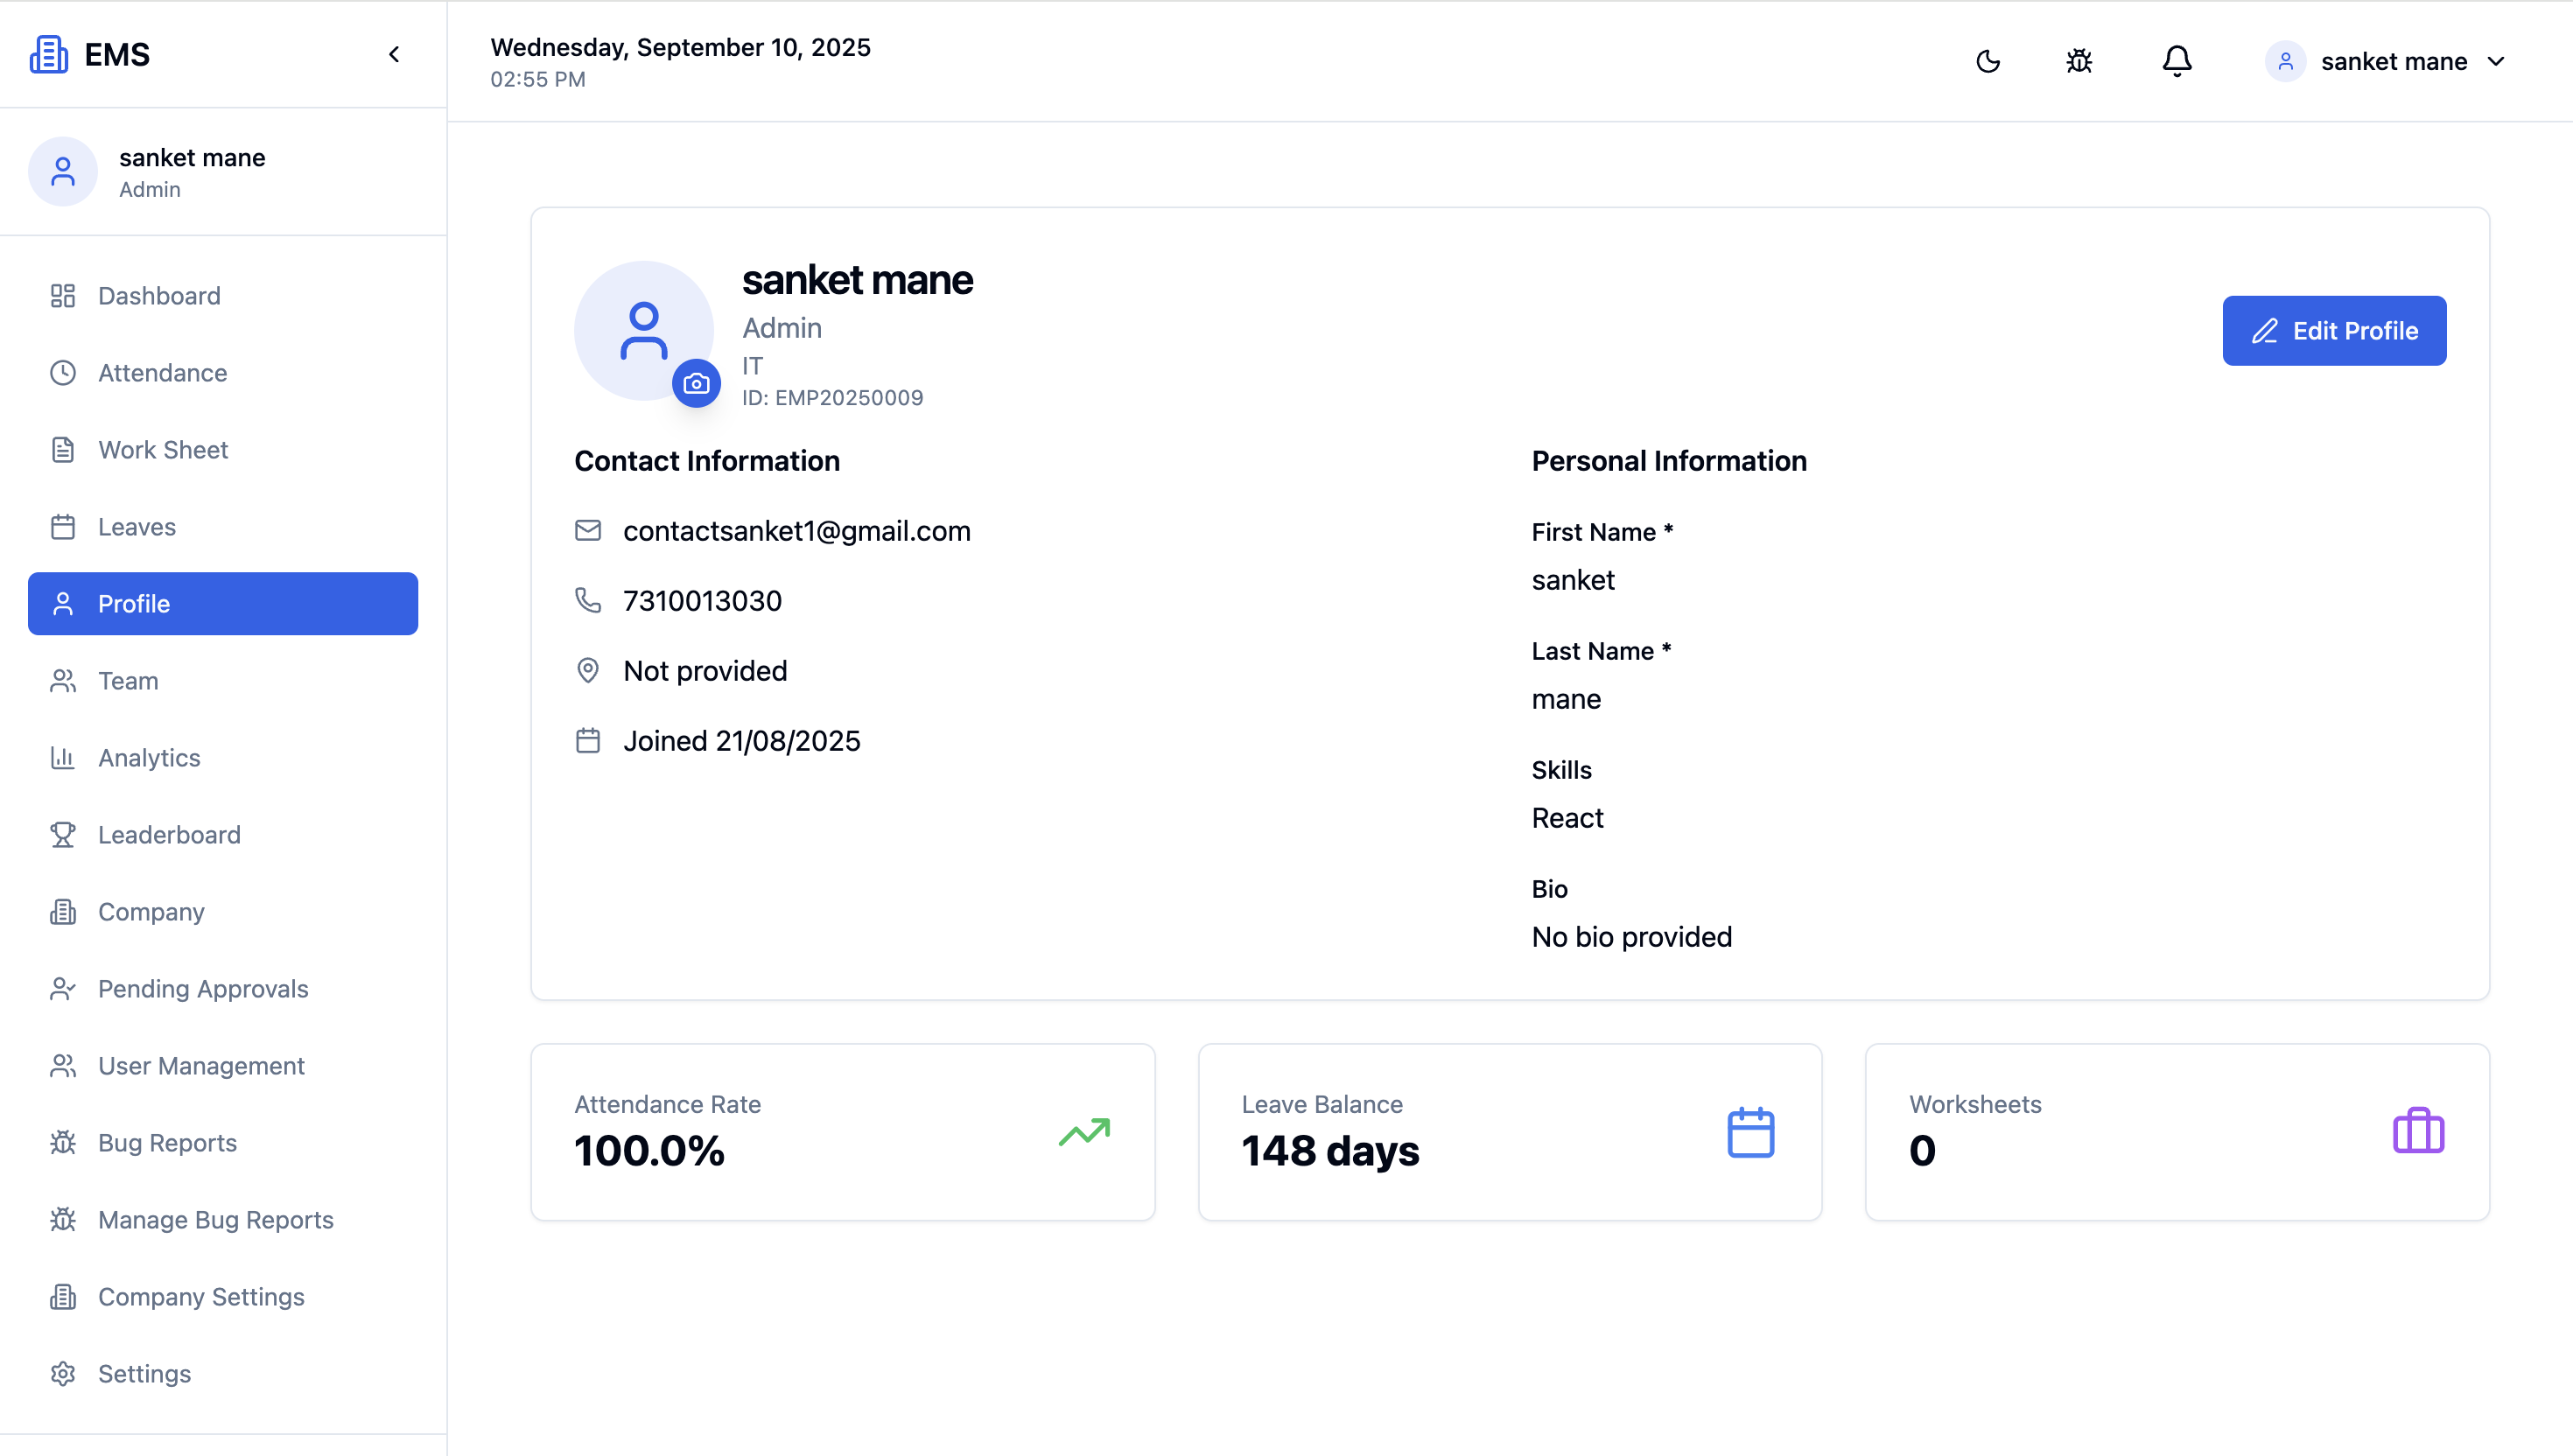 EMS
sanket mane
Admin
Dashboard
Attendance
Work Sheet
Leaves
Profile
Team
Analytics
Leaderboard
Company
Pending Approvals
User Management
Bug Reports
Manage Bug Reports
Company Settings
Settings
Wednesday, September 10, 2025
02:55 PM
sanket mane
sanket mane
Admin
IT
ID: EMP20250009
Edit Profile
Contact Information
contactsanket1@gmail.com
7310013030
Not provided
Joined 21/08/2025
Personal Information
First Name *
sanket
Last Name *
mane
Skills
React
Bio
No bio provided
Attendance Rate
100.0%
Leave Balance
148 days
Worksheets
0